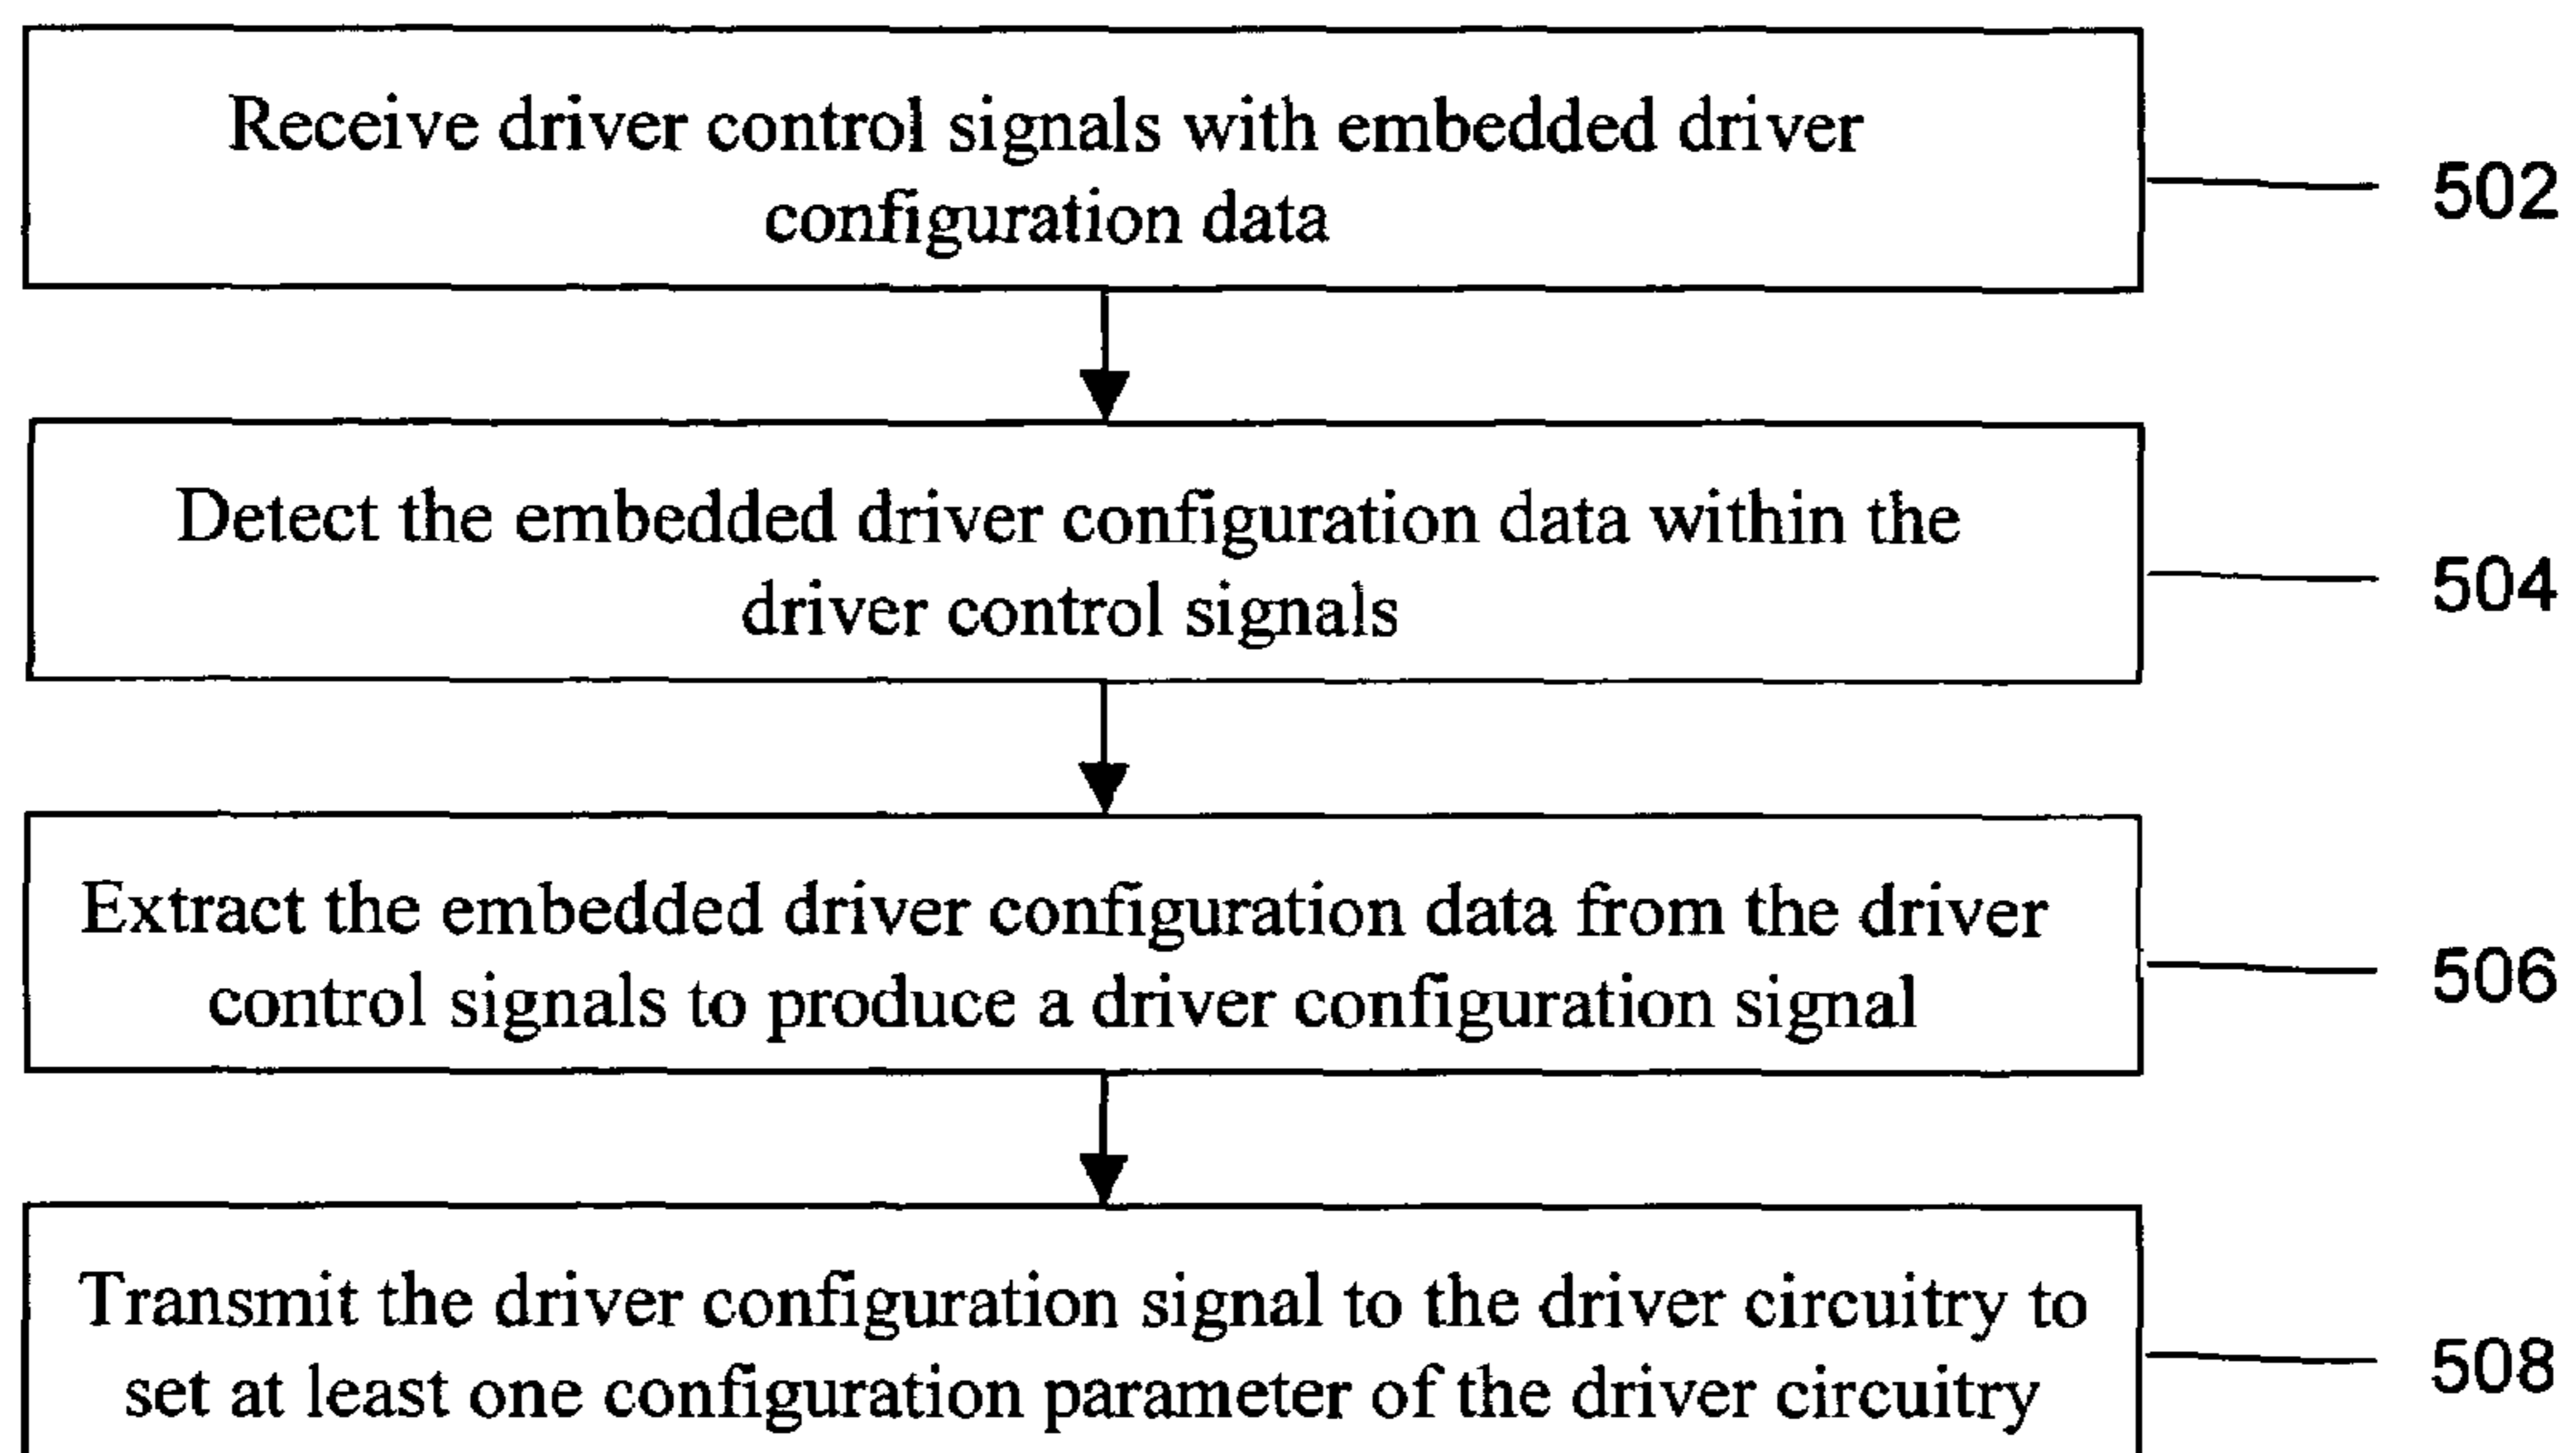 Receive driver control signals with embedded driver
configuration data
502
Detect the embedded driver configuration data within the
driver control signals
504
Extract the embedded driver configuration data from the driver
control signals to produce a driver configuration signal
506
Transmit the driver configuration signal to the driver circuitry to
set at least one configuration parameter of the driver circuitry
508